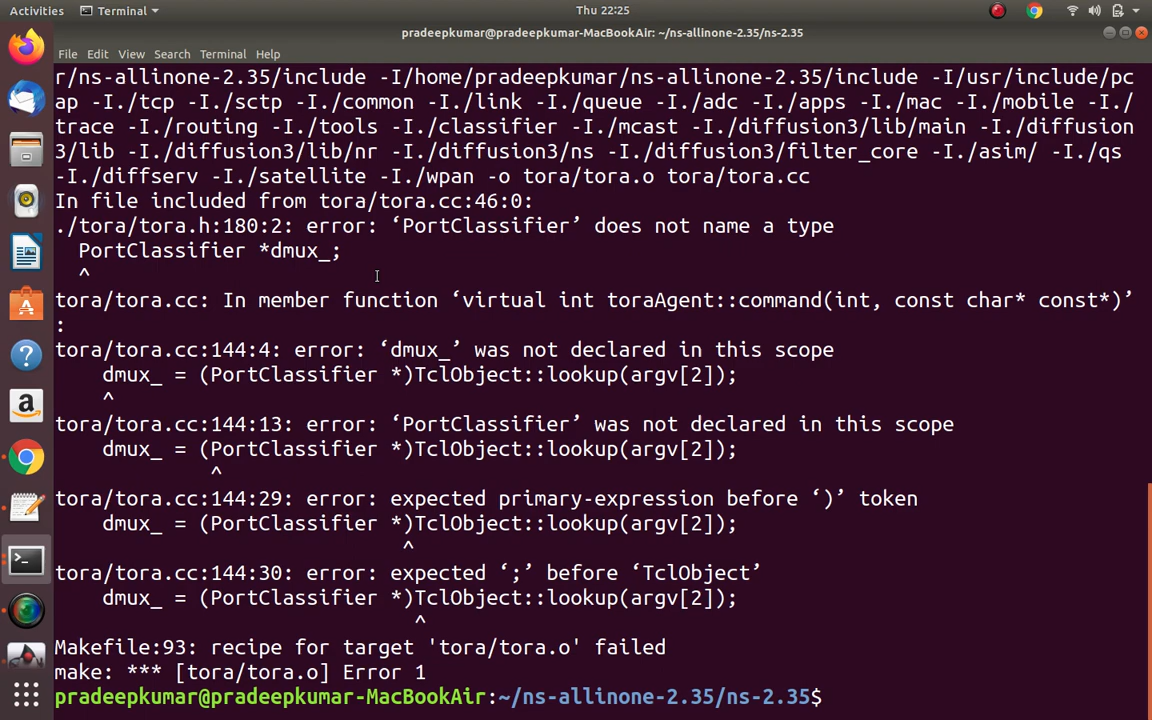 Activities Terminal Thu 22:25
pradeepkumar@pradeepkumar-MacBookAir: ~/ns-allinone-2.35/ns-2.35
File Edit View Search Terminal Help
r/ns-allinone-2.35/include -I/home/pradeepkumar/ns-allinone-2.35/include -I/usr/include/pc
ap -I./tcp -I./sctp -I./common -I./link -I./queue -I./adc -I./apps -I./mac -I./mobile -I./
trace -I./routing -I./tools -I./classifier -I./mcast -I./diffusion3/lib/main -I./diffusion
3/lib -I./diffusion3/lib/nr -I./diffusion3/ns -I./diffusion3/filter_core -I./asim/ -I./qs
-I./diffserv -I./satellite -I./wpan -o tora/tora.o tora/tora.cc
In file included from tora/tora.cc:46:0:
./tora/tora.h:180:2: error: ‘PortClassifier’ does not name a type
PortClassifier *dmux_;
^
tora/tora.cc: In member function ‘virtual int toraAgent::command(int, const char* const*)’
:
tora/tora.cc:144:4: error: ‘dmux_’ was not declared in this scope
dmux_ = (PortClassifier *)TclObject::lookup(argv[2]);
^
tora/tora.cc:144:13: error: ‘PortClassifier’ was not declared in this scope
dmux_ = (PortClassifier *)TclObject::lookup(argv[2]);
^
tora/tora.cc:144:29: error: expected primary-expression before ‘)’ token
dmux_ = (PortClassifier *)TclObject::lookup(argv[2]);
^
tora/tora.cc:144:30: error: expected ‘;’ before ‘TclObject’
dmux_ = (PortClassifier *)TclObject::lookup(argv[2]);
^
Makefile:93: recipe for target 'tora/tora.o' failed
make: *** [tora/tora.o] Error 1
pradeepkumar@pradeepkumar-MacBookAir:~/ns-allinone-2.35/ns-2.35$